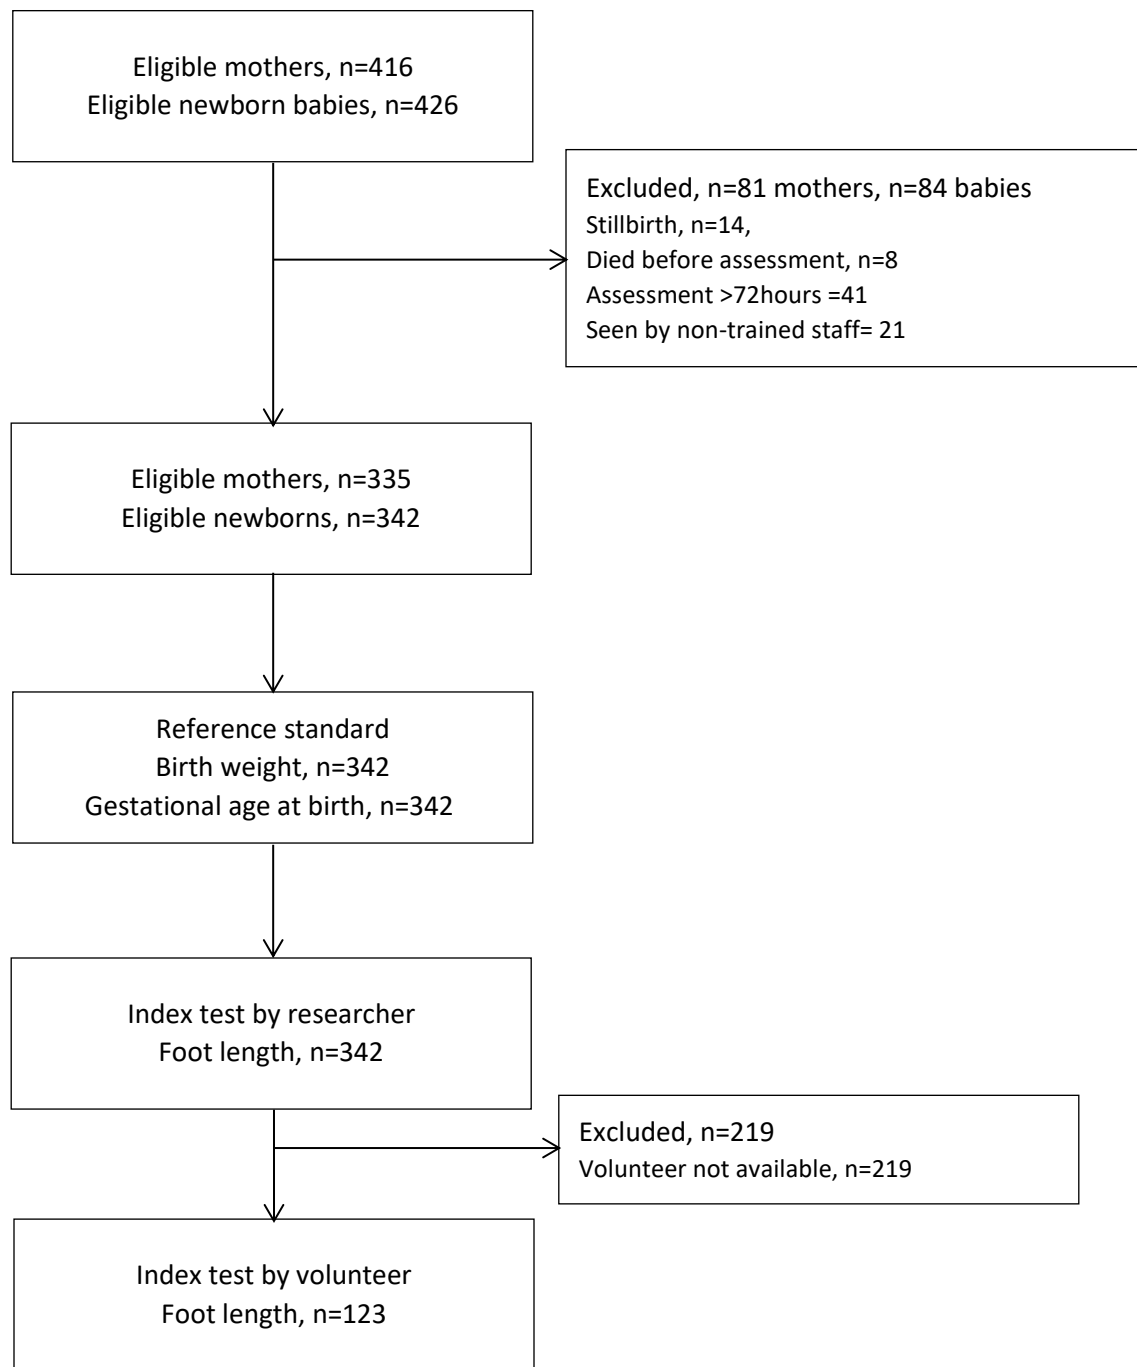 Eligible mothers, n=416
Eligible newborn babies, n=426
Excluded, n=81 mothers, n=84 babies
Stillbirth, n=14,
Died before assessment, n=8
Assessment >72hours =41
Seen by non-trained staff= 21
Eligible mothers, n=335
Eligible newborns, n=342
Reference standard
Birth weight, n=342
Gestational age at birth, n=342
Index test by researcher
Foot length, n=342
Excluded, n=219
Volunteer not available, n=219
Index test by volunteer
Foot length, n=123